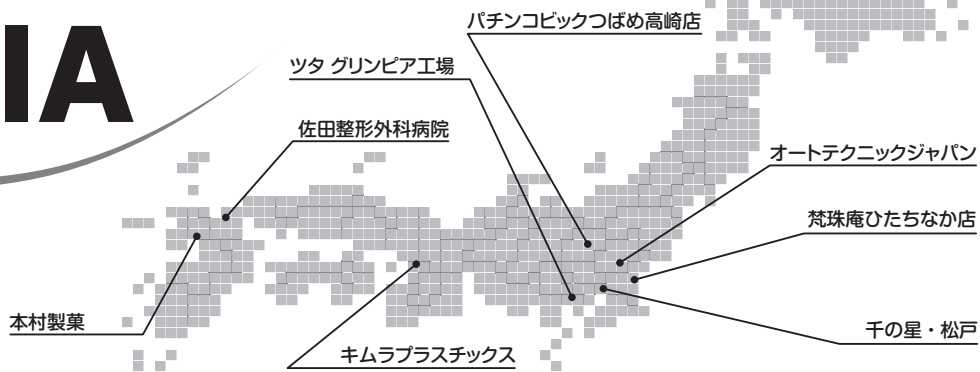 パチンコビックつばめ高崎店
IA
ツタ グリンピア工場
佐田整形外科病院
オートテクニックジャパン
梵珠庵ひたちなか店
本村製菓
千の星・松戸
キムラプラスチックス